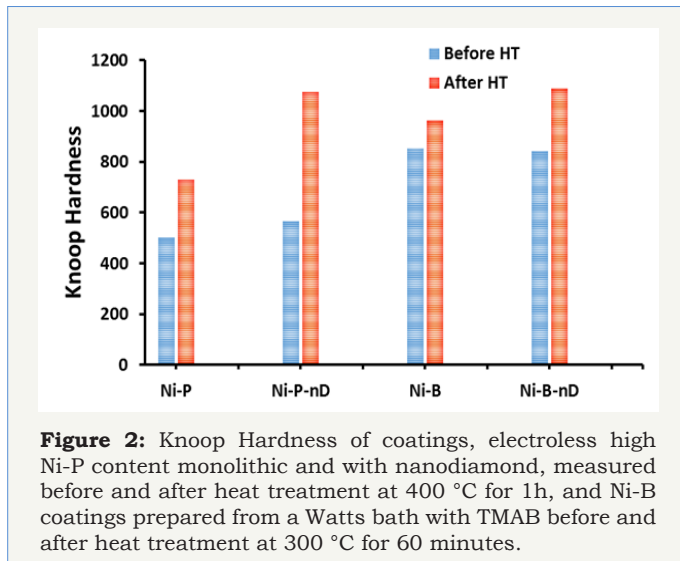 Before HT
After HT
1200
1000
800
600
400
200
0
Knoop Hardness
Ni-P
Ni-P-nD
Ni-B
Ni-B-nD
Figure 2: Knoop Hardness of coatings, electroless high
Ni-P content monolithic and with nanodiamond, measured
before and after heat treatment at 400 °C for 1h, and Ni-B
coatings prepared from a Watts bath with TMAB before and
after heat treatment at 300 °C for 60 minutes.